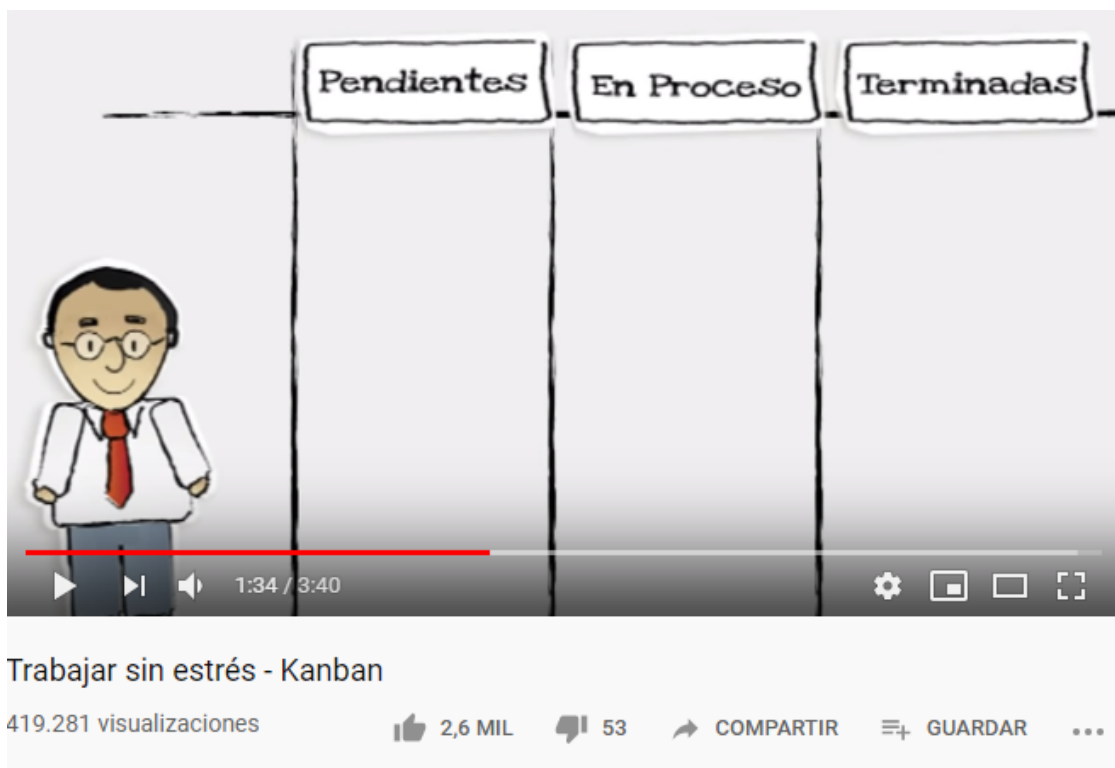 Pendientes En Proceso Terminadas
1:34 / 3:40
Trabajar sin estrés - Kanban
419.281 visualizaciones 2,6 MIL 53 COMPARTIR GUARDAR